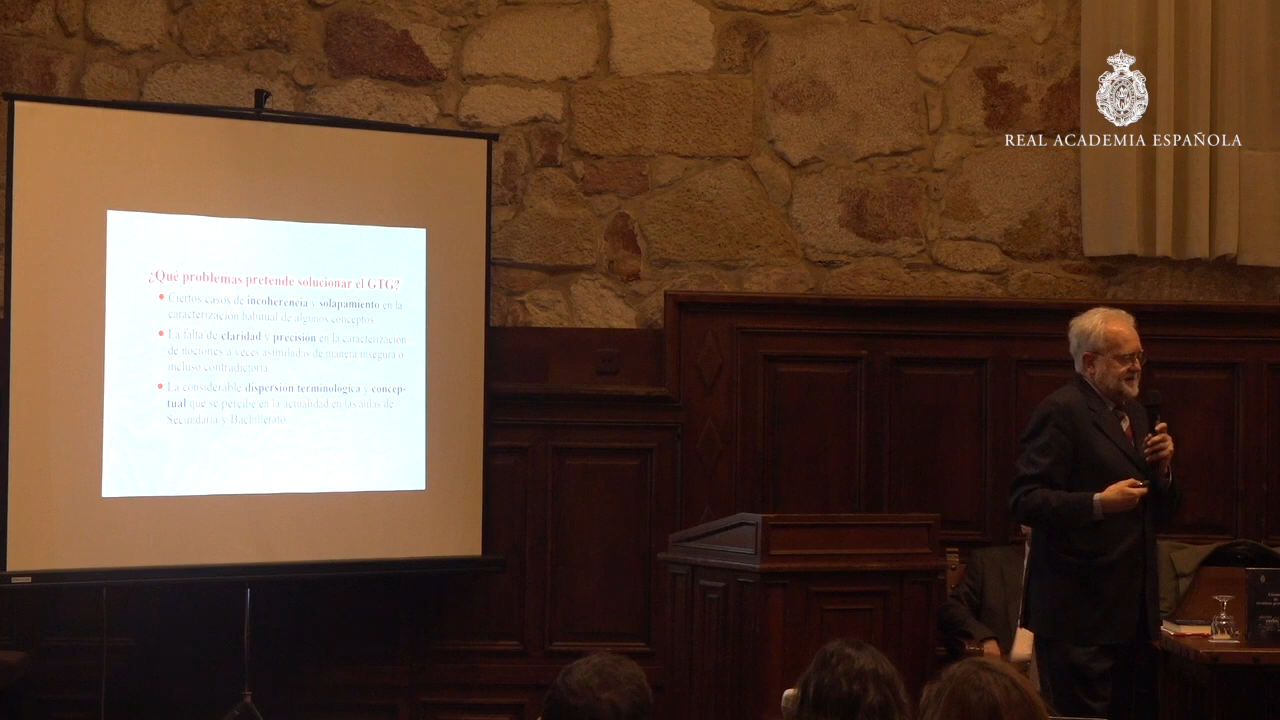 REAL ACADEMIA ESPAÑOLA
¿Qué problemas pretende solucionar el GTG?
Ciertos casos de incoherencia y solapamiento en la
caracterización habitual de algunos conceptos.
La falta de claridad y precisión en la caracterización
de nociones a veces asimiladas de manera insegura o
incluso contradictoria.
La considerable dispersión terminológica y concep-
tual que se percibe en la actualidad en las aulas de
Secundaria y Bachillerato.